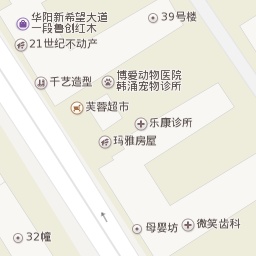 39号楼
华阳新希望大道
一段鲁创红木
21世纪不动产
千艺造型
博爱动物医院
韩涌宠物诊所
芙蓉超市
乐康诊所
玛雅房屋
母婴坊
微笑齿科
32幢